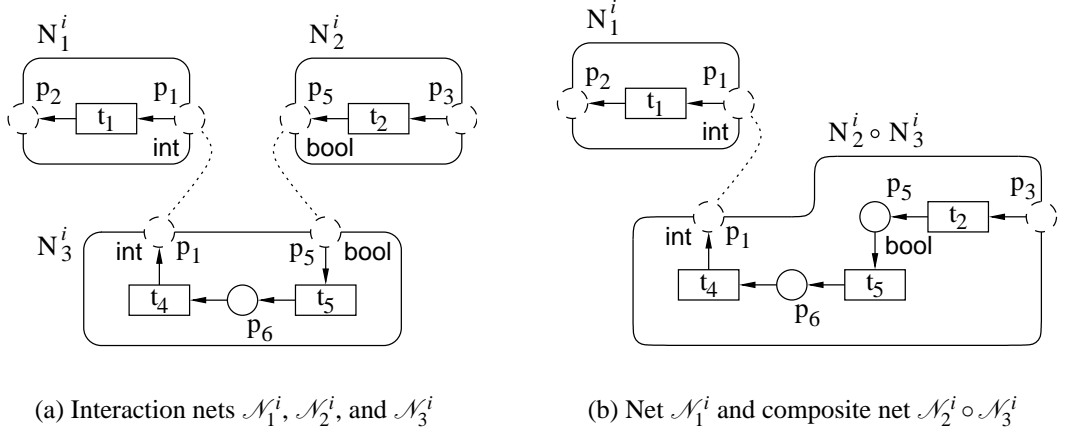 N₁ⁱ
N₂ⁱ
p₂ t₁ p₁
int
p₅ t₂ p₃
bool
N₃ⁱ
int p₁ p₅ bool
t₄ p₆ t₅
(a) Interaction nets 𝒩₁ⁱ, 𝒩₂ⁱ, and 𝒩₃ⁱ
N₁ⁱ
p₂ t₁ p₁
int
N₂ⁱ ∘ N₃ⁱ
p₅ t₂ p₃
int p₁ bool
t₄ p₆ t₅
(b) Net 𝒩₁ⁱ and composite net 𝒩₂ⁱ ∘ 𝒩₃ⁱ